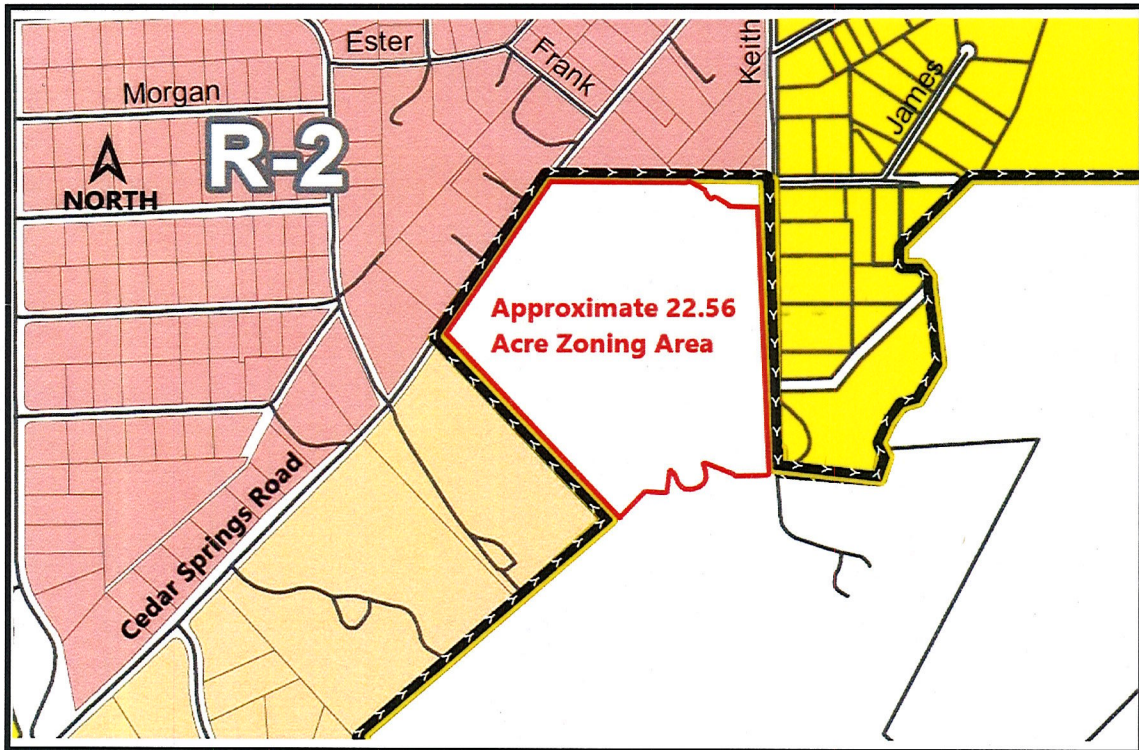 Ester
Frank
Keith
James
Morgan
R-2
NORTH
Approximate 22.56
Acre Zoning Area
Cedar Springs Road